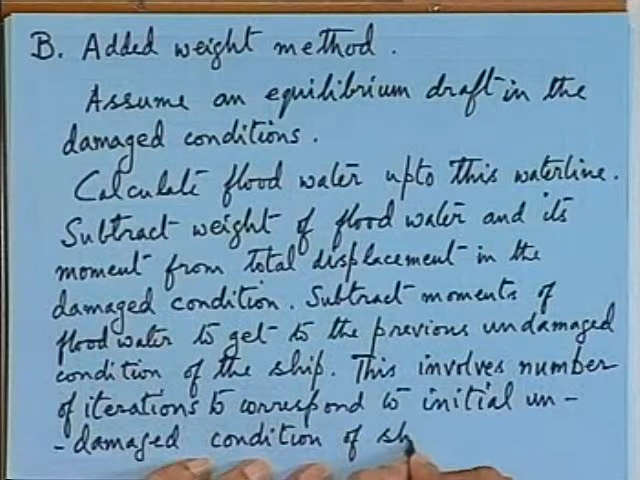 B. Added weight method.
Assume an equilibrium draft in the
damaged conditions.
Calculate flood water upto this waterline.
Subtract weight of flood water and its
moment from total displacement in the
damaged condition. Subtract moments of
flood water to get to the previous undamaged
condition of the ship. This involves number
of iterations to correspond to initial un-
-damaged condition of sh